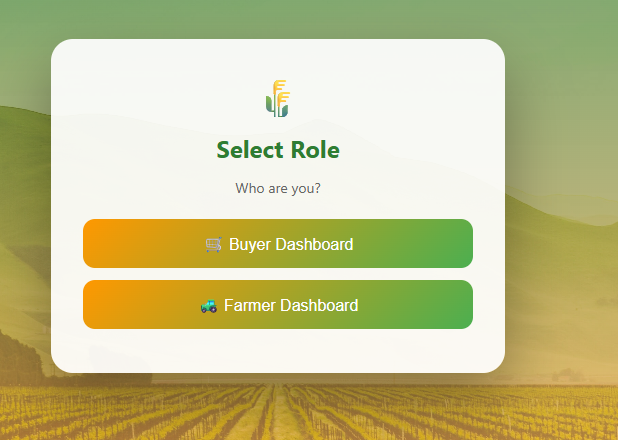 Select Role
Who are you?
🛒 Buyer Dashboard
🚜 Farmer Dashboard